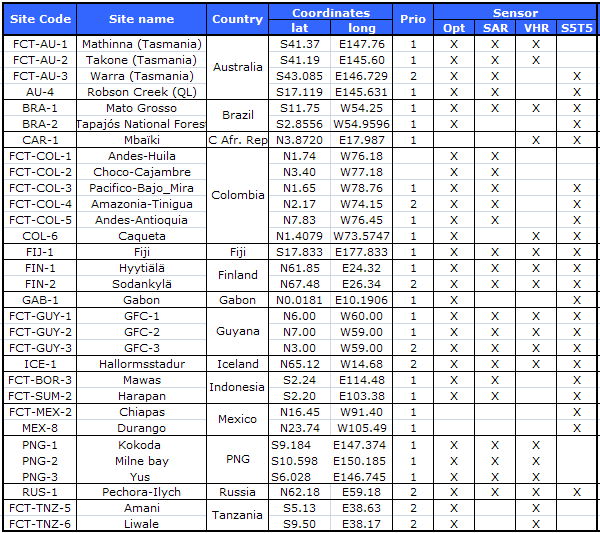 Site Code Site name Country Coordinates Prio Sensor
lat long Opt SAR VHR S5T5
FCT-AU-1 Mathinna (Tasmania) S41.37 E147.76 1 X X X
FCT-AU-2 Takone (Tasmania) S41.19 E145.60 1 X X X
Australia
FCT-AU-3 Warra (Tasmania) S43.085 E146.729 2 X X X
AU-4 Robson Creek (QL) S17.119 E145.631 1 X X X
BRA-1 Mato Grosso S11.75 W54.25 1 X X X X
Brazil
BRA-2 Tapajós National Forest S2.8556 W54.9596 1 X X
CAR-1 Mbaïki C Afr. Rep N3.8720 E17.987 1 X X
FCT-COL-1 Andes-Huila N1.74 W76.18 X X
FCT-COL-2 Choco-Cajambre N3.40 W77.18 X X
FCT-COL-3 Pacifico-Bajo_Mira N1.65 W78.76 1 X X X
Colombia
FCT-COL-4 Amazonia-Tinigua N2.17 W74.15 2 X X X
FCT-COL-5 Andes-Antioquia N7.83 W76.45 1 X X X
COL-6 Caqueta N1.4079 W73.5747 1 X X X
FIJ-1 Fiji Fiji S17.833 E177.833 1 X X X X
FIN-1 Hyytiälä N61.85 E24.32 1 X X X X
Finland
FIN-2 Sodankylä N67.48 E26.34 2 X X X X
GAB-1 Gabon Gabon N0.0181 E10.1906 1 X X
FCT-GUY-1 GFC-1 N6.00 W60.00 1 X X X X
FCT-GUY-2 GFC-2 Guyana N7.00 W59.00 1 X X X X
FCT-GUY-3 GFC-3 N3.00 W59.00 2 X X X X
ICE-1 Hallormsstadur Iceland N65.12 W14.68 2 X X X X
FCT-BOR-3 Mawas S2.24 E114.48 1 X X X
Indonesia
FCT-SUM-2 Harapan S2.20 E103.38 1 X X X
FCT-MEX-2 Chiapas N16.45 W91.40 1 X
Mexico
MEX-8 Durango N23.74 W105.49 1 X
PNG-1 Kokoda S9.184 E147.374 1 X X X
PNG-2 Milne bay PNG S10.598 E150.185 1 X X X
PNG-3 Yus S6.028 E146.745 1 X X X
RUS-1 Pechora-Ilych Russia N62.18 E59.18 2 X X X X
FCT-TNZ-5 Amani S5.13 E38.63 2 X X
Tanzania
FCT-TNZ-6 Liwale S9.50 E38.17 2 X X